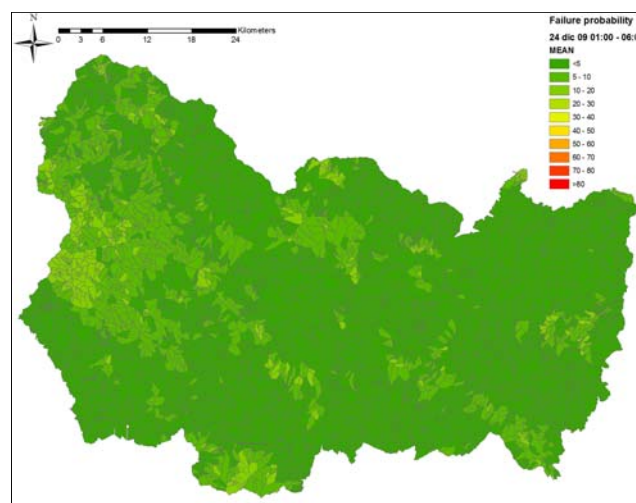 N
0 3 6 12 18 24
Kilometers
Failure probability
24 dic 09 01:00 - 06:0
MEAN
<5
5 - 10
10 - 20
20 - 30
30 - 40
40 - 50
50 - 60
60 - 70
70 - 80
>80